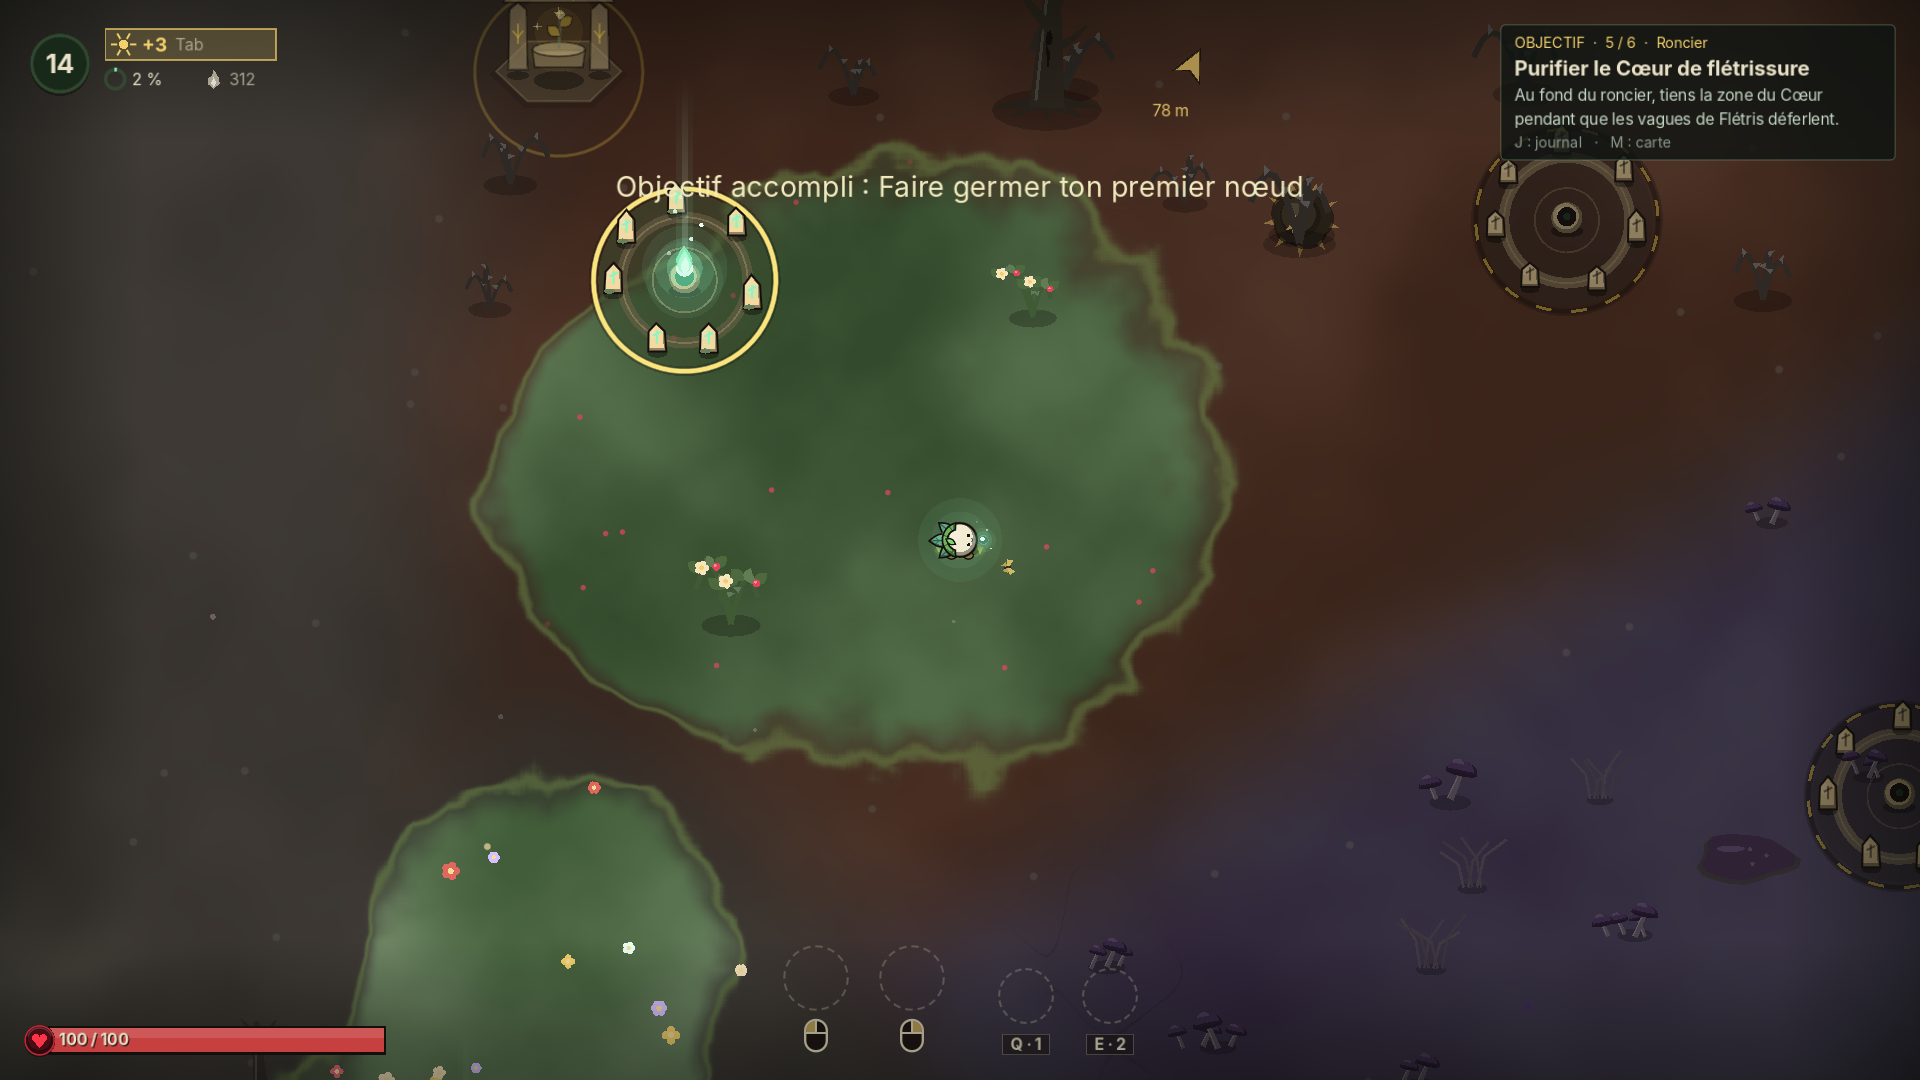 14
+3 Tab
2 %
312
78 m
OBJECTIF · 5 / 6 · Roncier
Purifier le Cœur de flétrissure
Au fond du roncier, tiens la zone du Cœur
pendant que les vagues de Flétris déferlent.
J : journal · M : carte
Objectif accompli : Faire germer ton premier nœud
100 / 100
Q · 1
E · 2